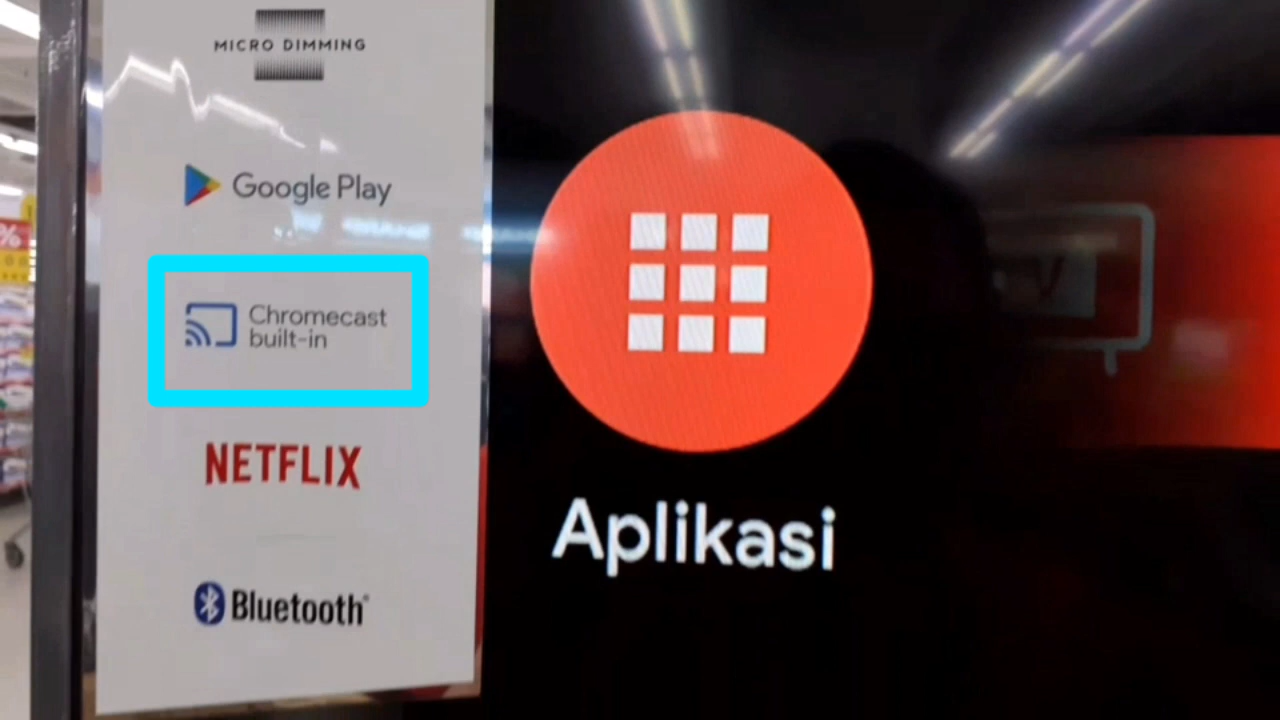 MICRO DIMMING
Google Play
Chromecast
built-in
NETFLIX
Bluetooth®
Aplikasi
%